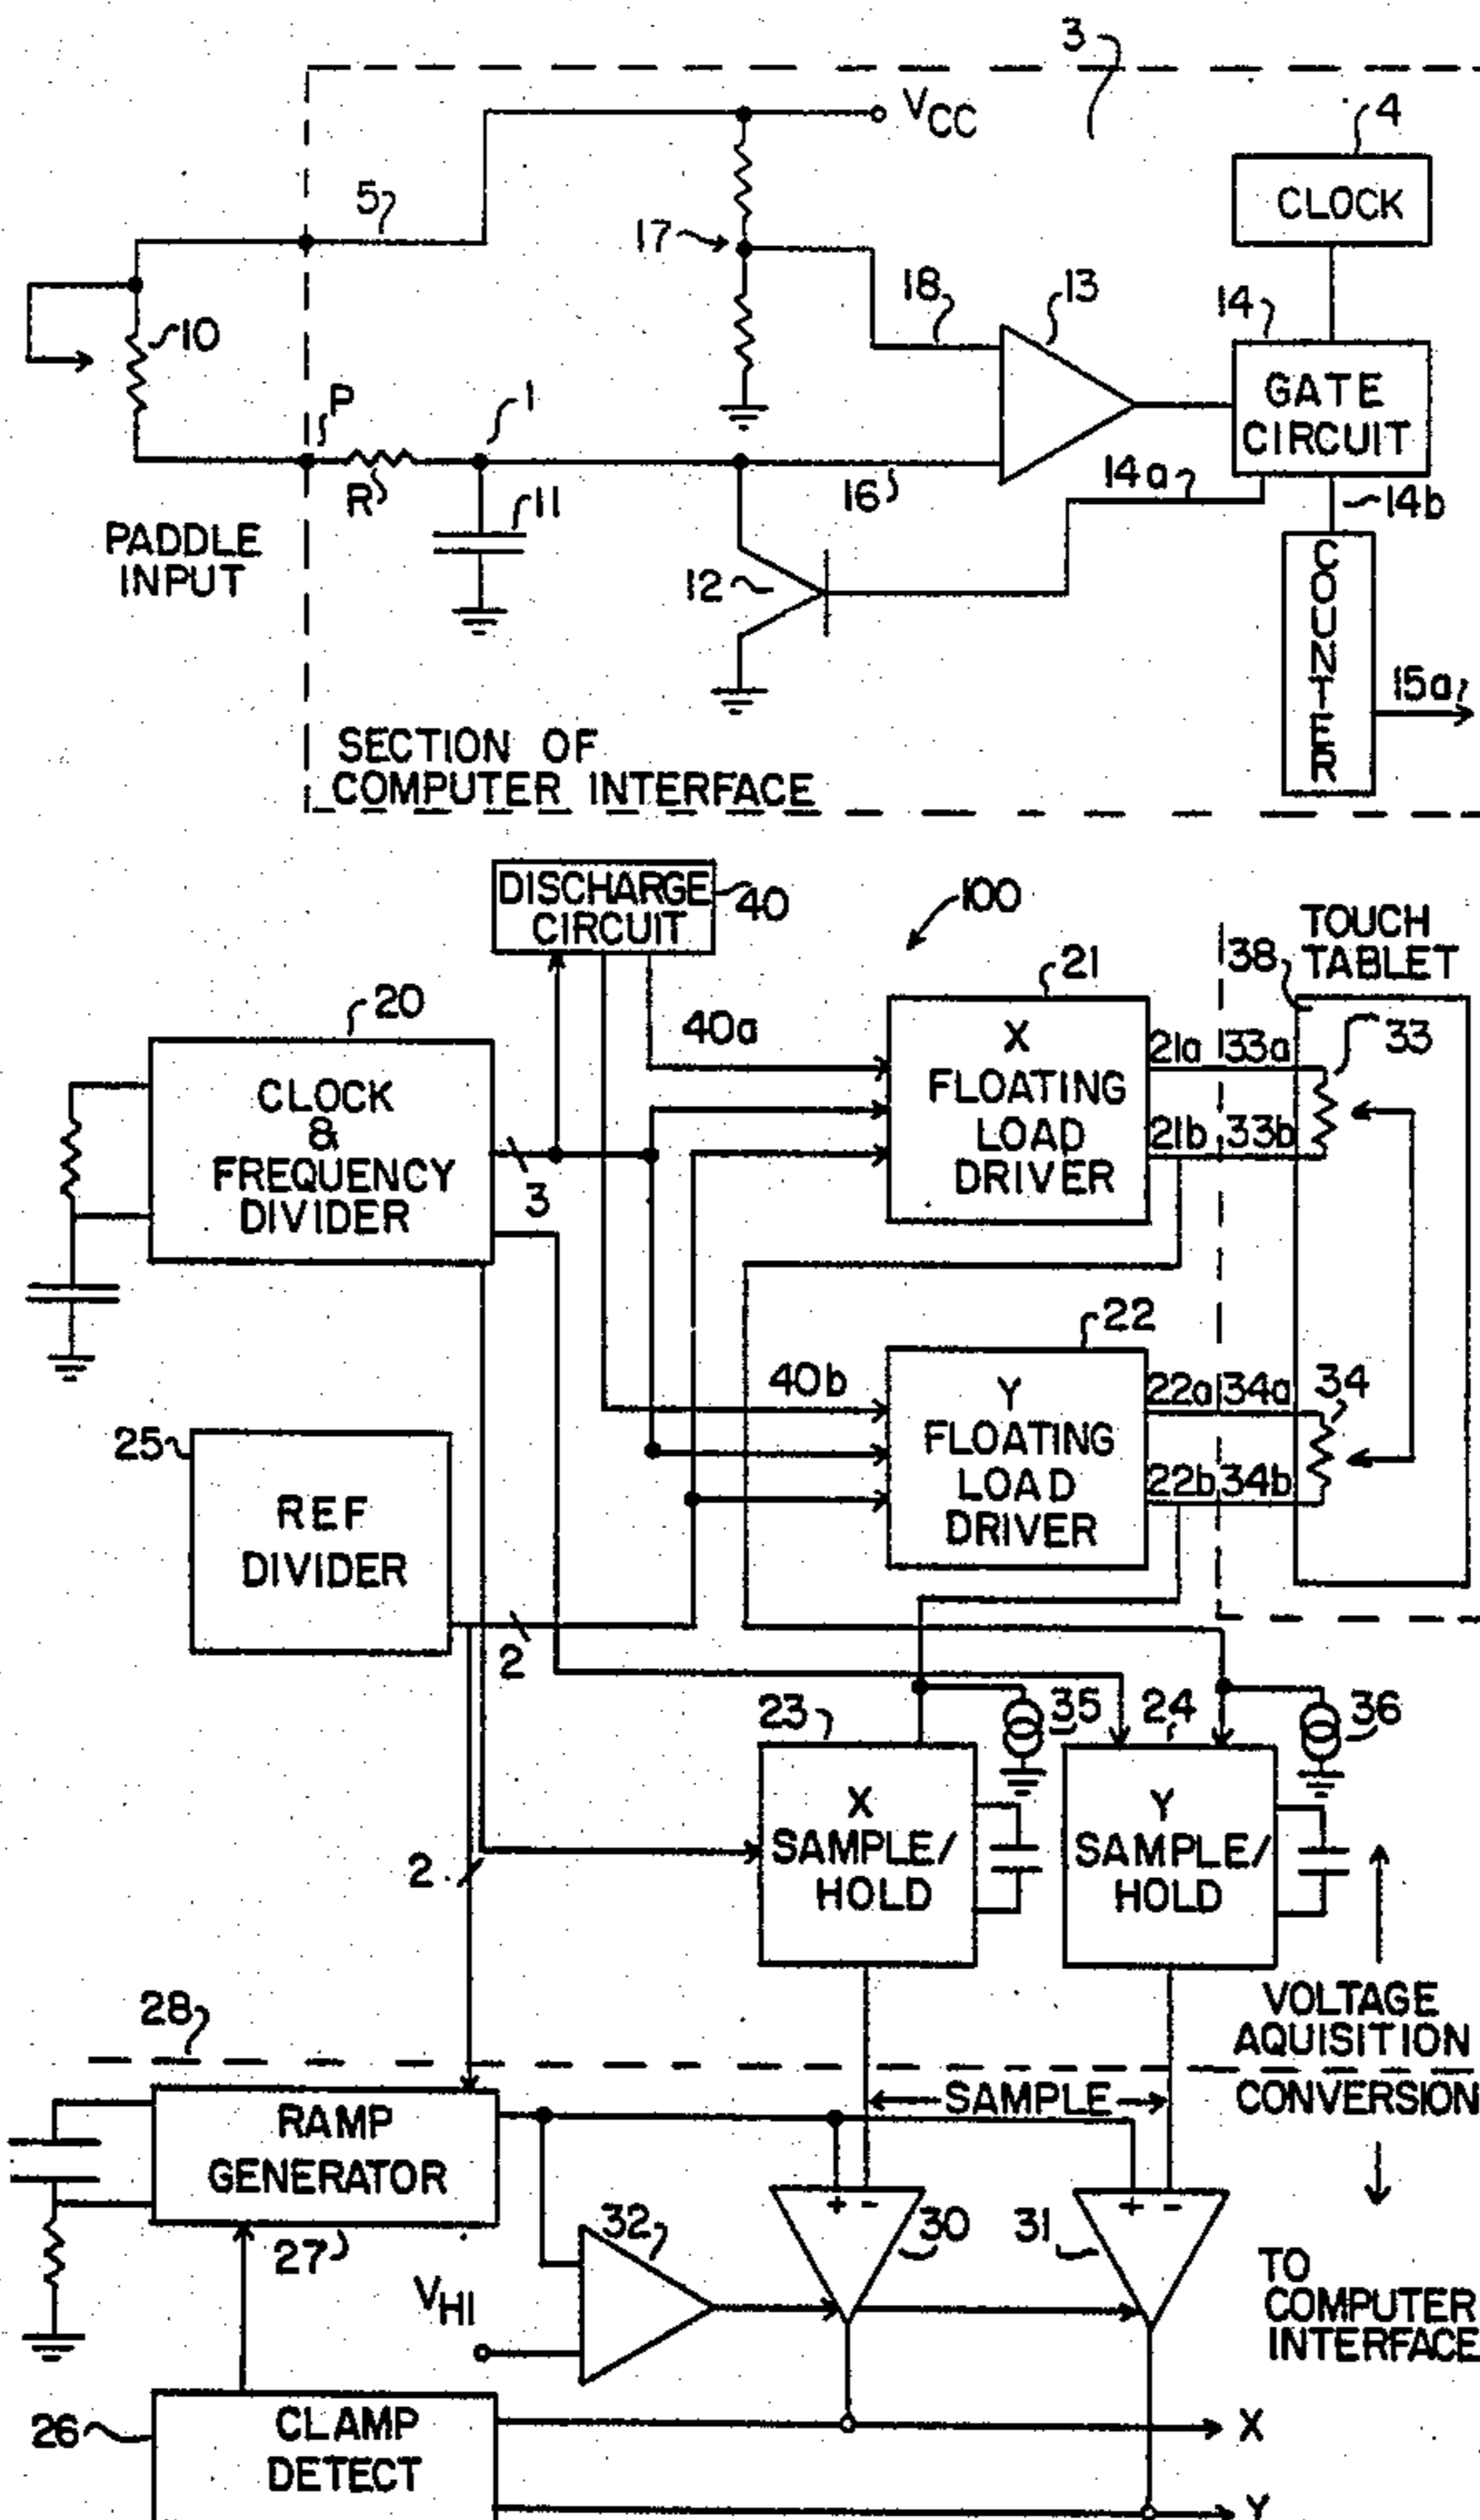 3
VCC
4
CLOCK
5
17
18
13
14
10
GATE
CIRCUIT
P
1
R
11
16
14a
14b
PADDLE
INPUT
12
COUNTER
15a
SECTION OF
COMPUTER INTERFACE
DISCHARGE
CIRCUIT
40
100
TOUCH
TABLET
38
21
20
40a
X
FLOATING
LOAD
DRIVER
21a
33a
33
21b
33b
CLOCK
&
FREQUENCY
DIVIDER
3
22
40b
Y
FLOATING
LOAD
DRIVER
22a
34a
34
22b
34b
25
REF
DIVIDER
2
23
35
24
36
X
SAMPLE/
HOLD
Y
SAMPLE/
HOLD
2
28
VOLTAGE
AQUISITION
CONVERSION
SAMPLE
RAMP
GENERATOR
27
32
+ -
30
31
+ -
VHI
TO
COMPUTER
INTERFACE
26
CLAMP
DETECT
X
Y